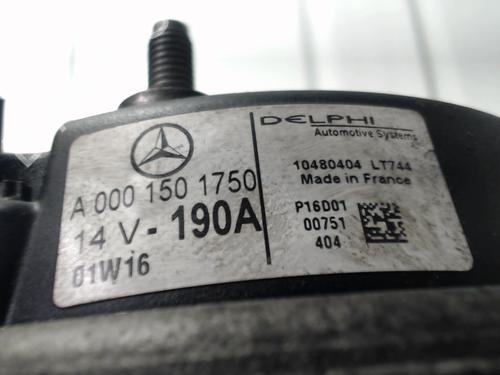 DELPHI
Automotive Systems
A 000 150 1750
14 V - 190A
01W16
10480404 LT744
Made in France
P16D01
00751
404